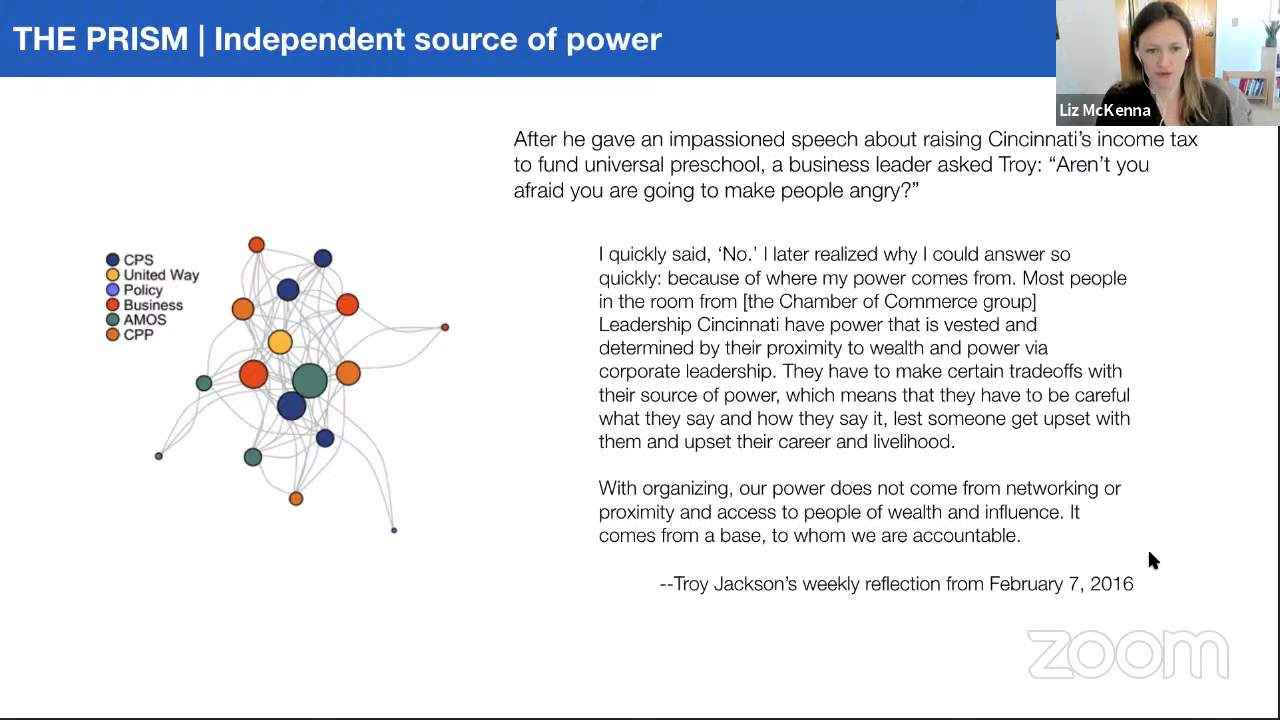 THE PRISM | Independent source of power
Liz McKenna
After he gave an impassioned speech about raising Cincinnati's income tax
to fund universal preschool, a business leader asked Troy: “Aren't you
afraid you are going to make people angry?”
CPS
United Way
Policy
Business
AMOS
CPP
I quickly said, ‘No.’ I later realized why I could answer so
quickly: because of where my power comes from. Most people
in the room from [the Chamber of Commerce group]
Leadership Cincinnati have power that is vested and
determined by their proximity to wealth and power via
corporate leadership. They have to make certain tradeoffs with
their source of power, which means that they have to be careful
what they say and how they say it, lest someone get upset with
them and upset their career and livelihood.
With organizing, our power does not come from networking or
proximity and access to people of wealth and influence. It
comes from a base, to whom we are accountable.
--Troy Jackson's weekly reflection from February 7, 2016
zoom